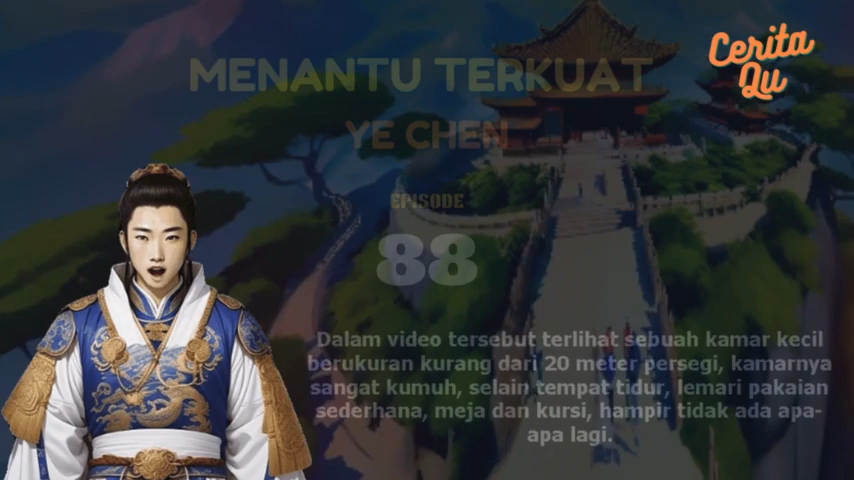 Cerita
Qu
MENANTU TERKUAT
YE CHEN
EPISODE
88
Dalam video tersebut terlihat sebuah kamar kecil
berukuran kurang dari 20 meter persegi, kamarnya
sangat kumuh, selain tempat tidur, lemari pakaian
sederhana, meja dan kursi, hampir tidak ada apa-
apa lagi.